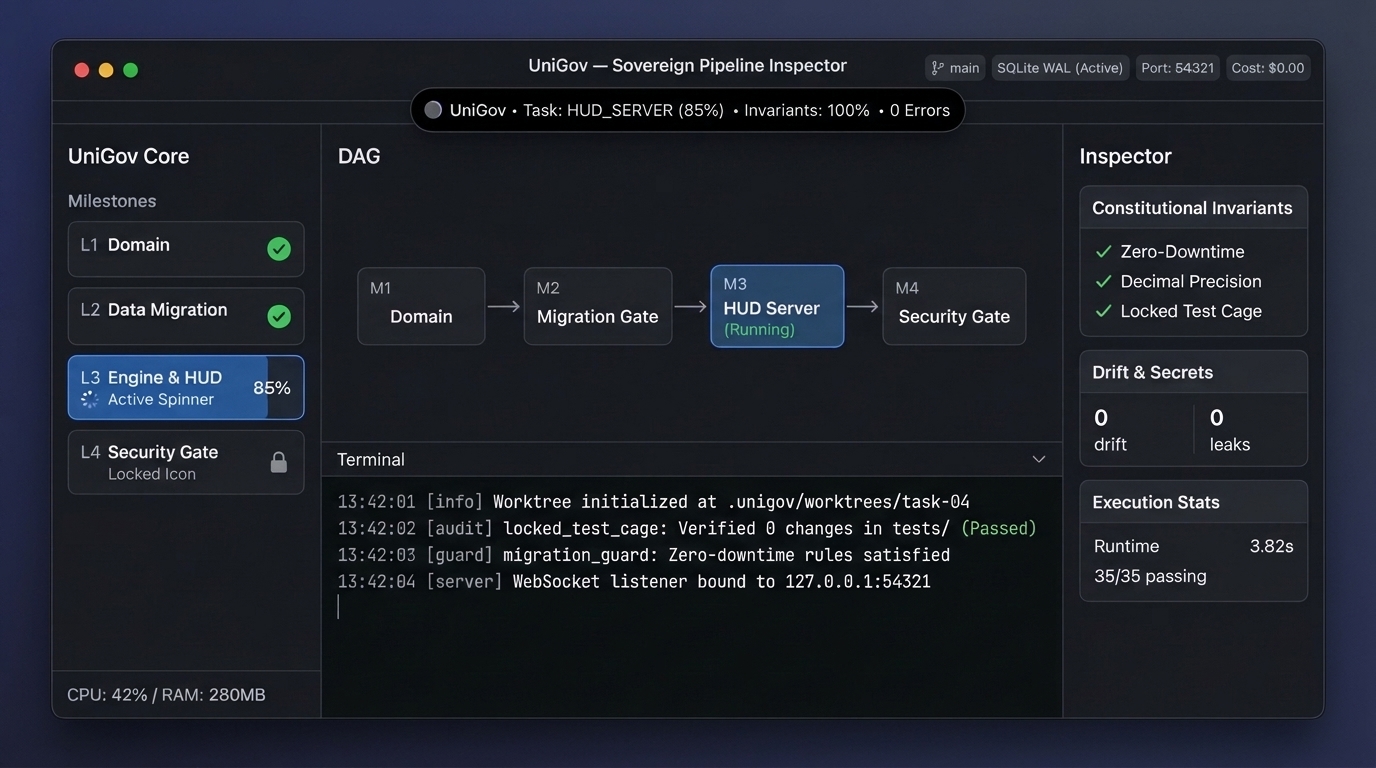 UniGov — Sovereign Pipeline Inspector
main
SQLite WAL (Active)
Port: 54321
Cost: $0.00
UniGov • Task: HUD_SERVER (85%) • Invariants: 100% • 0 Errors
UniGov Core
Milestones
L1 Domain
L2 Data Migration
L3 Engine & HUD
Active Spinner
85%
L4 Security Gate
Locked Icon
CPU: 42% / RAM: 280MB
DAG
M1
Domain
M2
Migration Gate
M3
HUD Server
(Running)
M4
Security Gate
Terminal
13:42:01 [info] Worktree initialized at .unigov/worktrees/task-04
13:42:02 [audit] locked_test_cage: Verified 0 changes in tests/ (Passed)
13:42:03 [guard] migration_guard: Zero-downtime rules satisfied
13:42:04 [server] WebSocket listener bound to 127.0.0.1:54321
Inspector
Constitutional Invariants
Zero-Downtime
Decimal Precision
Locked Test Cage
Drift & Secrets
0 drift
0 leaks
Execution Stats
Runtime 3.82s
35/35 passing